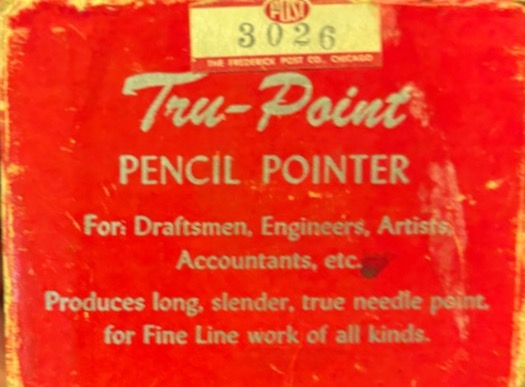 POST
3026
THE FREDERICK POST CO., CHICAGO
Tru-Point
PENCIL POINTER
For: Draftsmen, Engineers, Artists,
Accountants, etc.
Produces long, slender, true needle point,
for Fine Line work of all kinds.